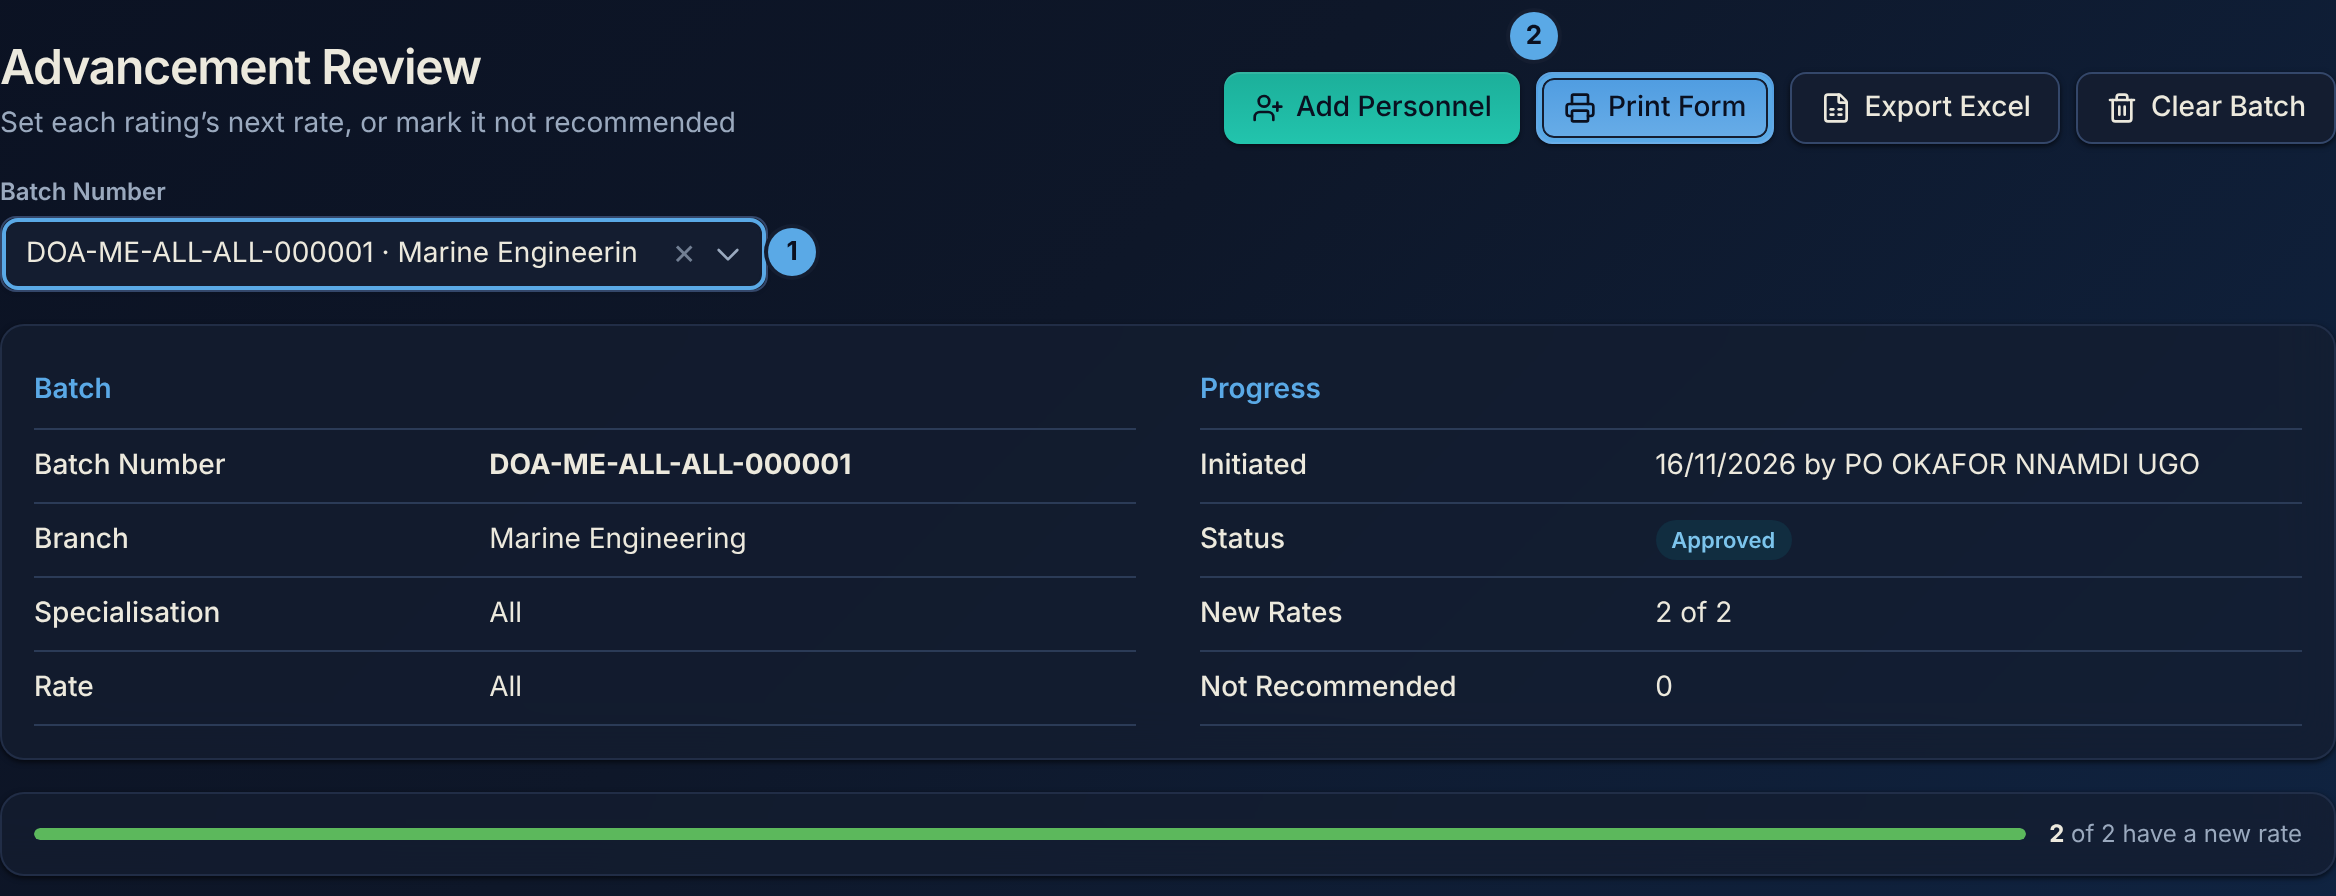 Advancement Review
Set each rating’s next rate, or mark it not recommended
2
Add Personnel
Print Form
Export Excel
Clear Batch
Batch Number
DOA-ME-ALL-ALL-000001 · Marine Engineerin
1
Batch
Batch Number DOA-ME-ALL-ALL-000001
Branch Marine Engineering
Specialisation All
Rate All
Progress
Initiated 16/11/2026 by PO OKAFOR NNAMDI UGO
Status Approved
New Rates 2 of 2
Not Recommended 0
2 of 2 have a new rate